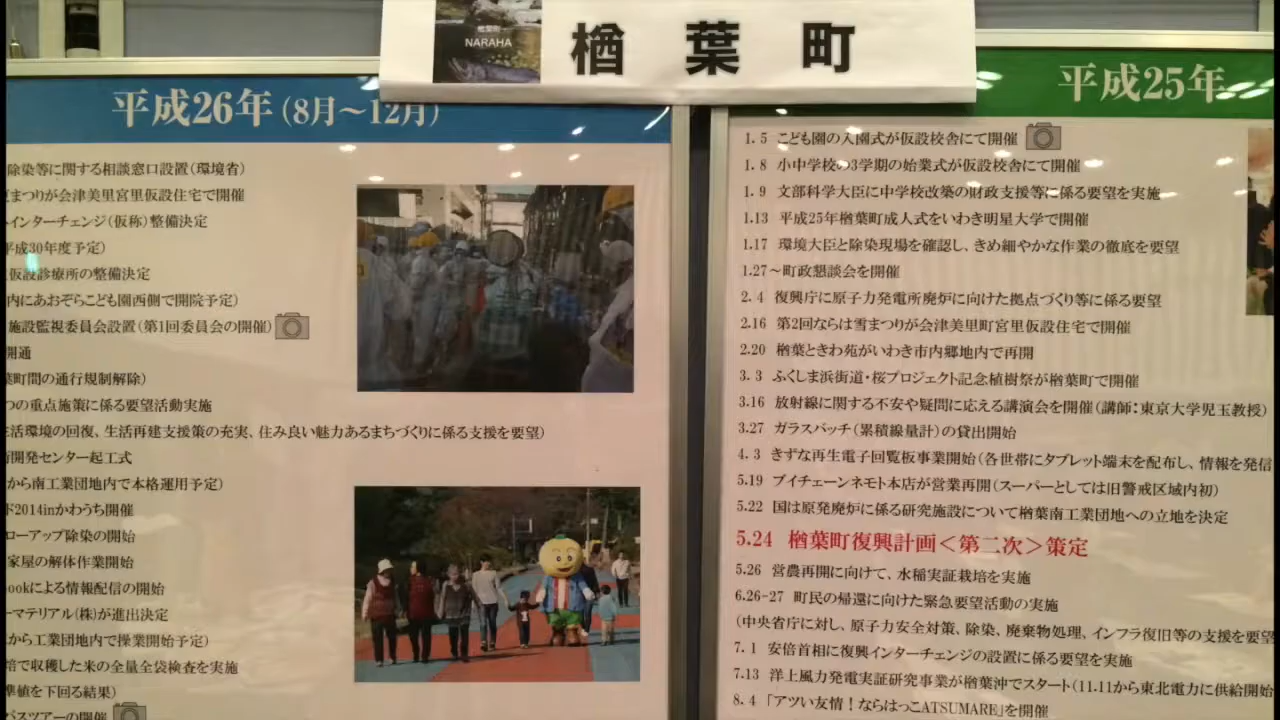 楢葉町
NARAHA
楢葉町
平成26年(8月～12月)
除染等に関する相談窓口設置(環境省)
まつりが会津美里宮里仮設住宅で開催
インターチェンジ(仮称)整備決定
平成30年度予定)
仮設診療所の整備決定
内にあおぞらこども園西側で開院予定)
施設監視委員会設置(第1回委員会の開催)
開通
葉町間の通行規制解除)
つの重点施策に係る要望活動実施
活環境の回復、生活再建支援策の充実、住み良い魅力あるまちづくりに係る支援を要望)
開発センター起工式
から南工業団地内で本格運用予定)
ド2014inかわうち開催
ローアップ除染の開始
家屋の解体作業開始
ookによる情報配信の開始
ーマテリアル(株)が進出決定
から工業団地内で操業開始予定)
培で収穫した米の全量全袋検査を実施
準値を下回る結果)
バスツアーの開催
平成25年
1. 5 こども園の入園式が仮設校舎にて開催
1. 8 小中学校の3学期の始業式が仮設校舎にて開催
1. 9 文部科学大臣に中学校改築の財政支援等に係る要望を実施
1.13 平成25年楢葉町成人式をいわき明星大学で開催
1.17 環境大臣と除染現場を確認し、きめ細やかな作業の徹底を要望
1.27～町政懇談会を開催
2. 4 復興庁に原子力発電所廃炉に向けた拠点づくり等に係る要望
2.16 第2回ならは雪まつりが会津美里町宮里仮設住宅で開催
2.20 楢葉ときわ苑がいわき市内郷地内で再開
3. 3 ふくしま浜街道・桜プロジェクト記念植樹祭が楢葉町で開催
3.16 放射線に関する不安や疑問に応える講演会を開催(講師：東京大学児玉教授)
3.27 ガラスバッチ(累積線量計)の貸出開始
4. 3 きずな再生電子回覧板事業開始(各世帯にタブレット端末を配布し、情報を発信
5.19 ブイチェーンネモト本店が営業再開(スーパーとしては旧警戒区域内初)
5.22 国は原発廃炉に係る研究施設について楢葉南工業団地への立地を決定
5.24 楢葉町復興計画＜第二次＞策定
5.26 営農再開に向けて、水稲実証栽培を実施
6.26-27 町民の帰還に向けた緊急要望活動の実施
(中央省庁に対し、原子力安全対策、除染、廃棄物処理、インフラ復旧等の支援を要望
7. 1 安倍首相に復興インターチェンジの設置に係る要望を実施
7.13 洋上風力発電実証研究事業が楢葉沖でスタート(11.11から東北電力に供給開始
8. 4 「アツい友情！ならはっこATSUMARE」を開催